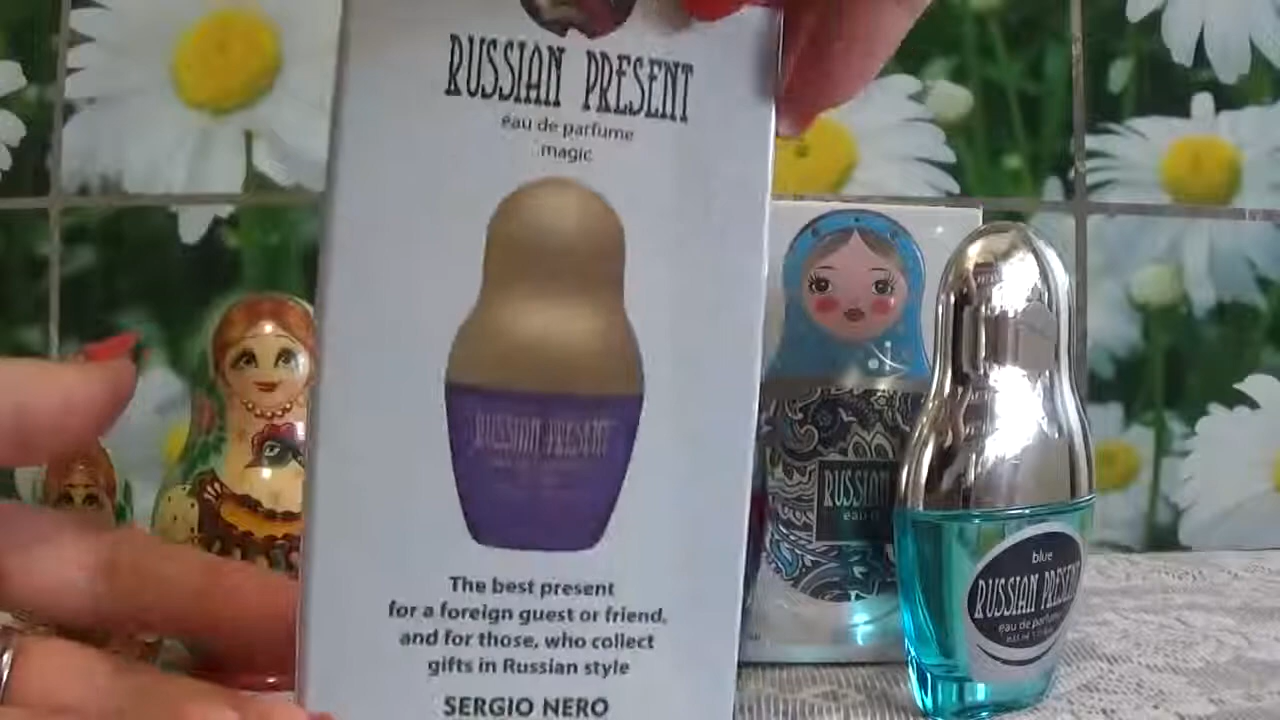 RUSSIAN PRESENT
eau de parfume
magic
RUSSIAN PRESENT
The best present
for a foreign guest or friend,
and for those, who collect
gifts in Russian style
SERGIO NERO
RUSSIAN
eau
blue
RUSSIAN PRESENT
eau de parfume